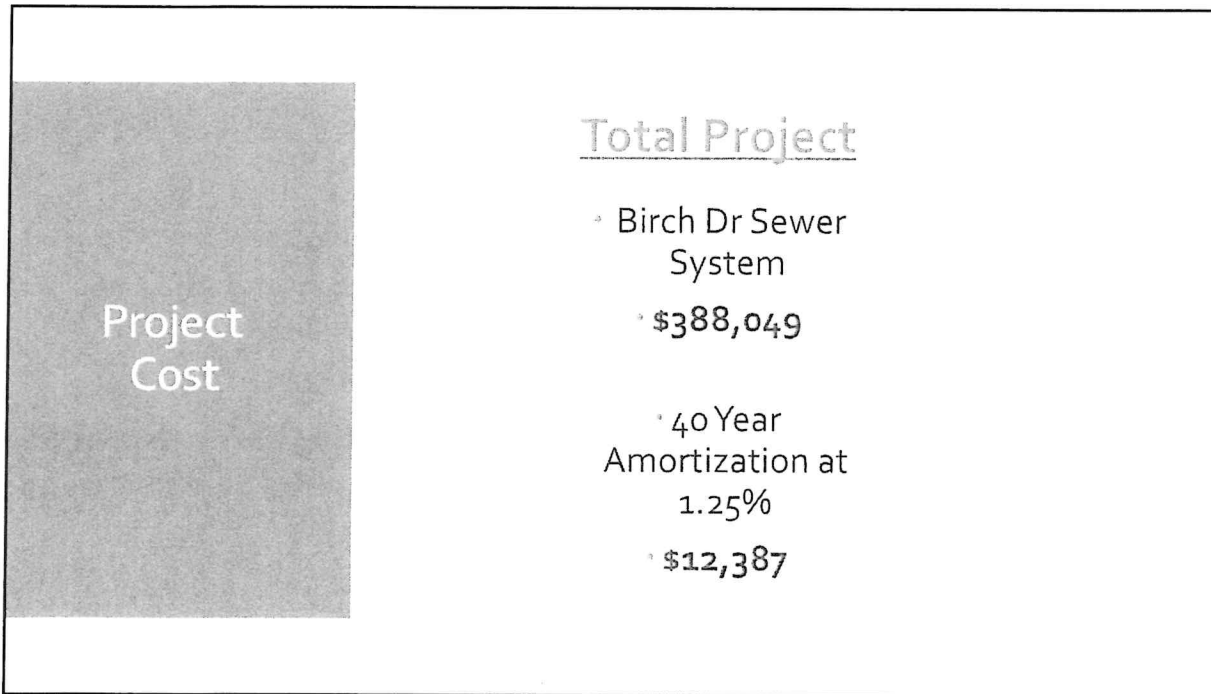 Project
Cost
Total Project
Birch Dr Sewer
System
$388,049
40 Year
Amortization at
1.25%
$12,387